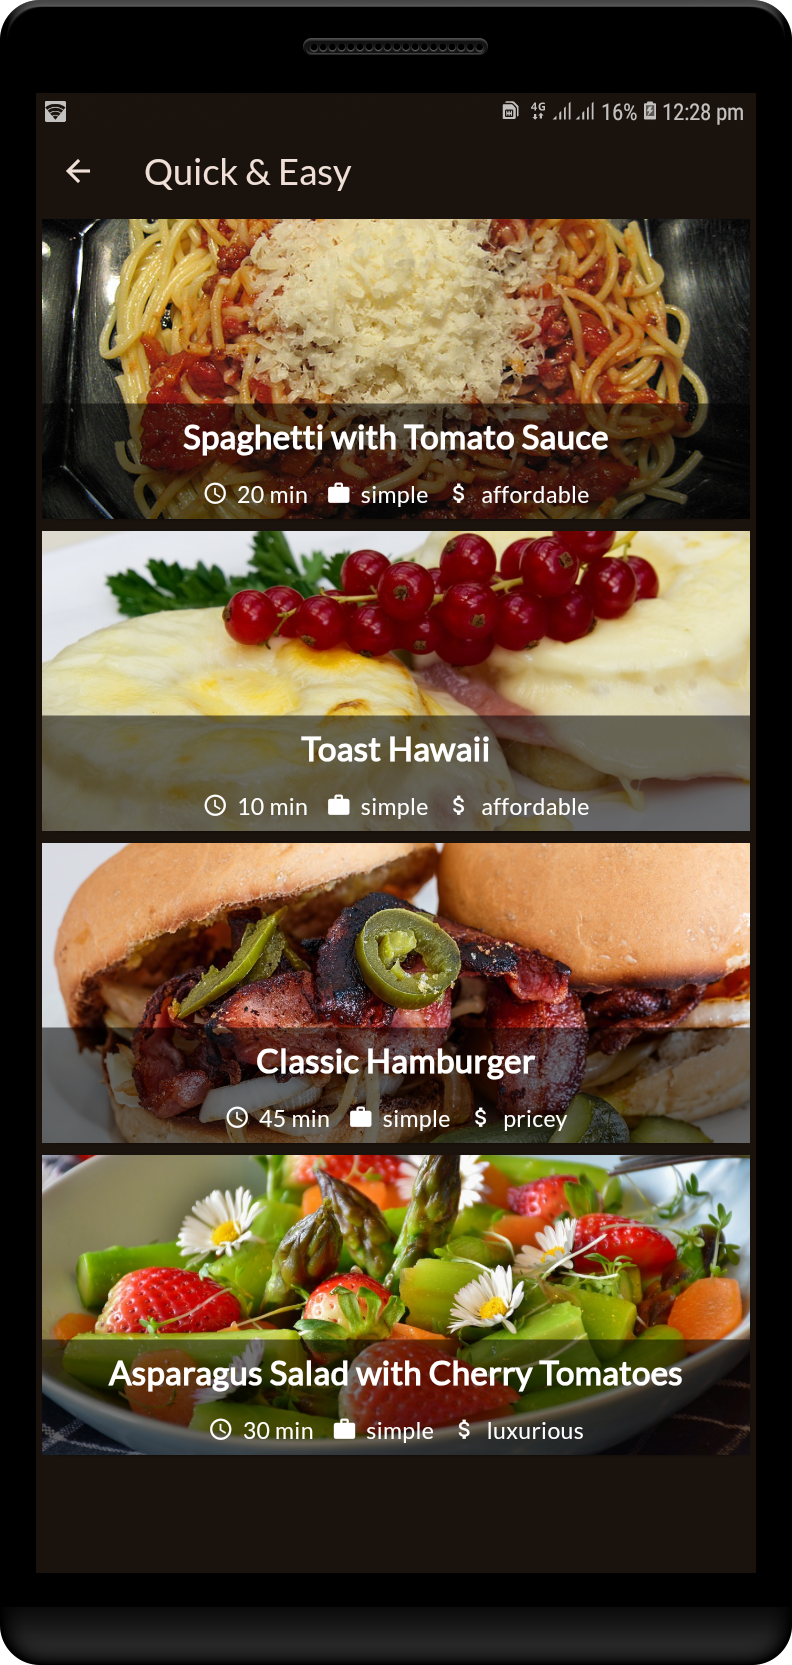 4G 16% 12:28 pm
Quick & Easy
Spaghetti with Tomato Sauce
20 min simple $ affordable
Toast Hawaii
10 min simple $ affordable
Classic Hamburger
45 min simple $ pricey
Asparagus Salad with Cherry Tomatoes
30 min simple $ luxurious